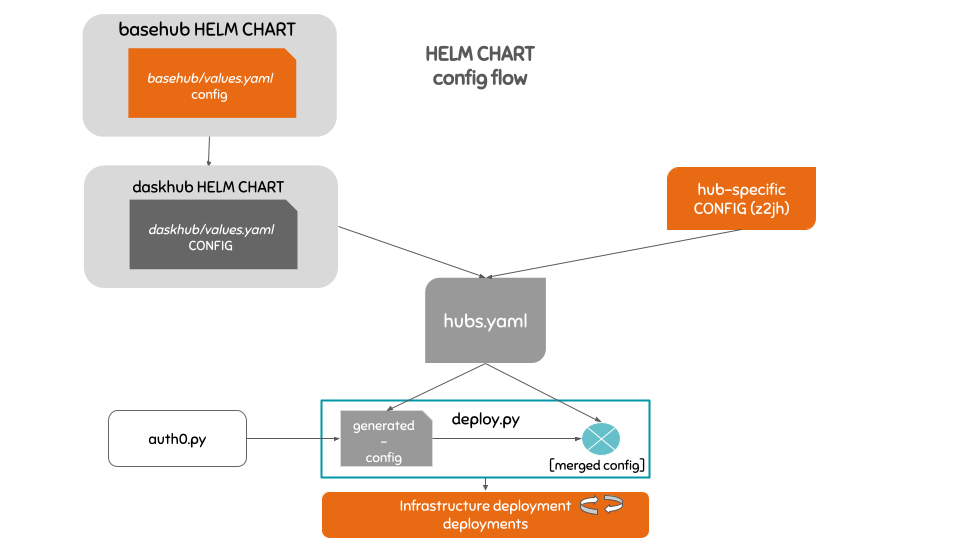 basehub HELM CHART
basehub/values.yaml
config
HELM CHART
config flow
daskhub HELM CHART
daskhub/values.yaml
CONFIG
hub-specific
CONFIG (z2jh)
hubs.yaml
auth0.py
generated
-
config
deploy.py
[merged config]
Infrastructure deployment
deployments